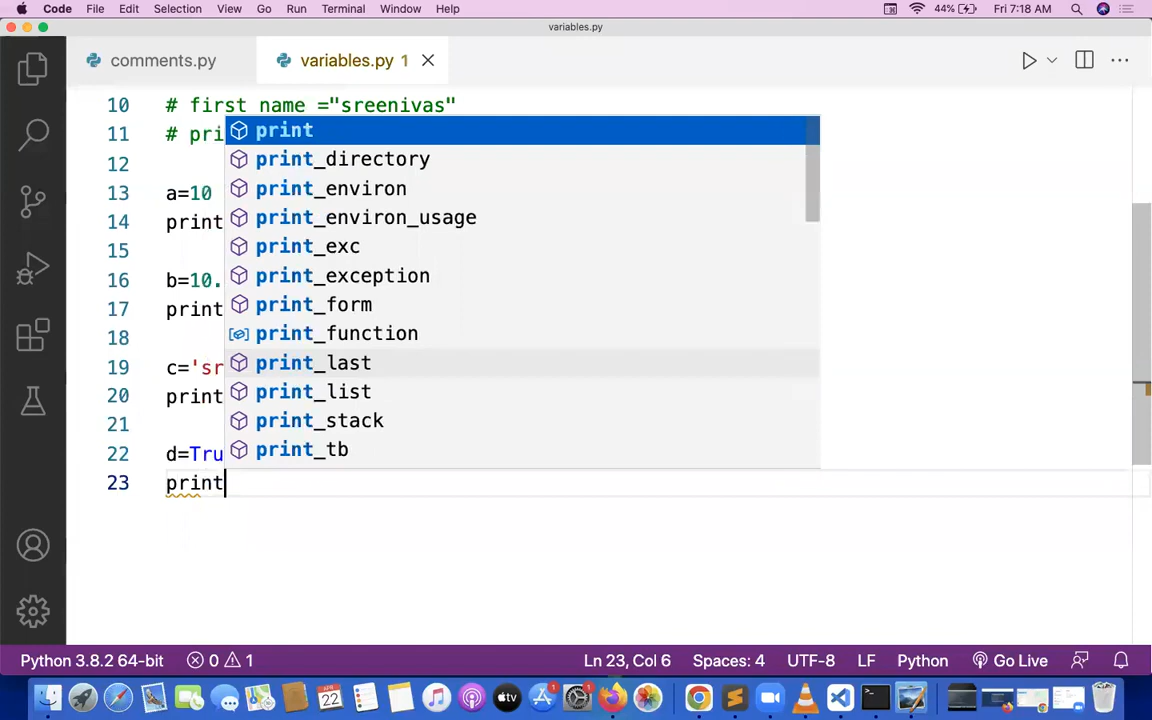 Code File Edit Selection View Go Run Terminal Window Help 44% Fri 7:18 AM
variables.py
comments.py variables.py 1
10 # first name ="sreenivas"
11 # pri
12
13 a=10
14 print
15
16 b=10.
17 print
18
19 c='sr
20 print
21
22 d=Tru
23 print
print
print_directory
print_environ
print_environ_usage
print_exc
print_exception
print_form
print_function
print_last
print_list
print_stack
print_tb
Python 3.8.2 64-bit 0 1 Ln 23, Col 6 Spaces: 4 UTF-8 LF Python Go Live
22 tv